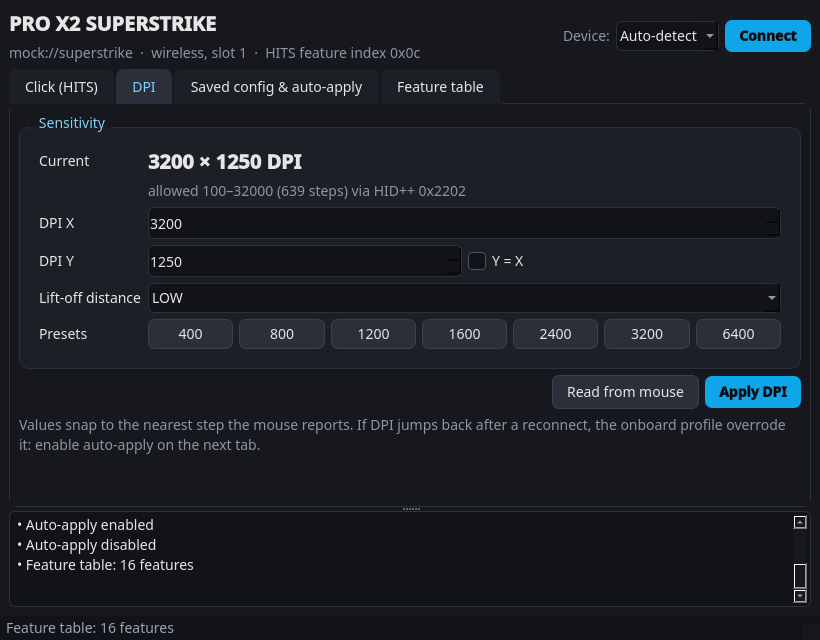 PRO X2 SUPERSTRIKE
mock://superstrike · wireless, slot 1 · HITS feature index 0x0c
Device: Auto-detect Connect
Click (HITS) DPI Saved config & auto-apply Feature table
Sensitivity
Current 3200 × 1250 DPI
allowed 100–32000 (639 steps) via HID++ 0x2202
DPI X 3200
DPI Y 1250 Y = X
Lift-off distance LOW
Presets 400 800 1200 1600 2400 3200 6400
Read from mouse Apply DPI
Values snap to the nearest step the mouse reports. If DPI jumps back after a reconnect, the onboard profile overrode
it: enable auto-apply on the next tab.
• Auto-apply enabled
• Auto-apply disabled
• Feature table: 16 features
Feature table: 16 features